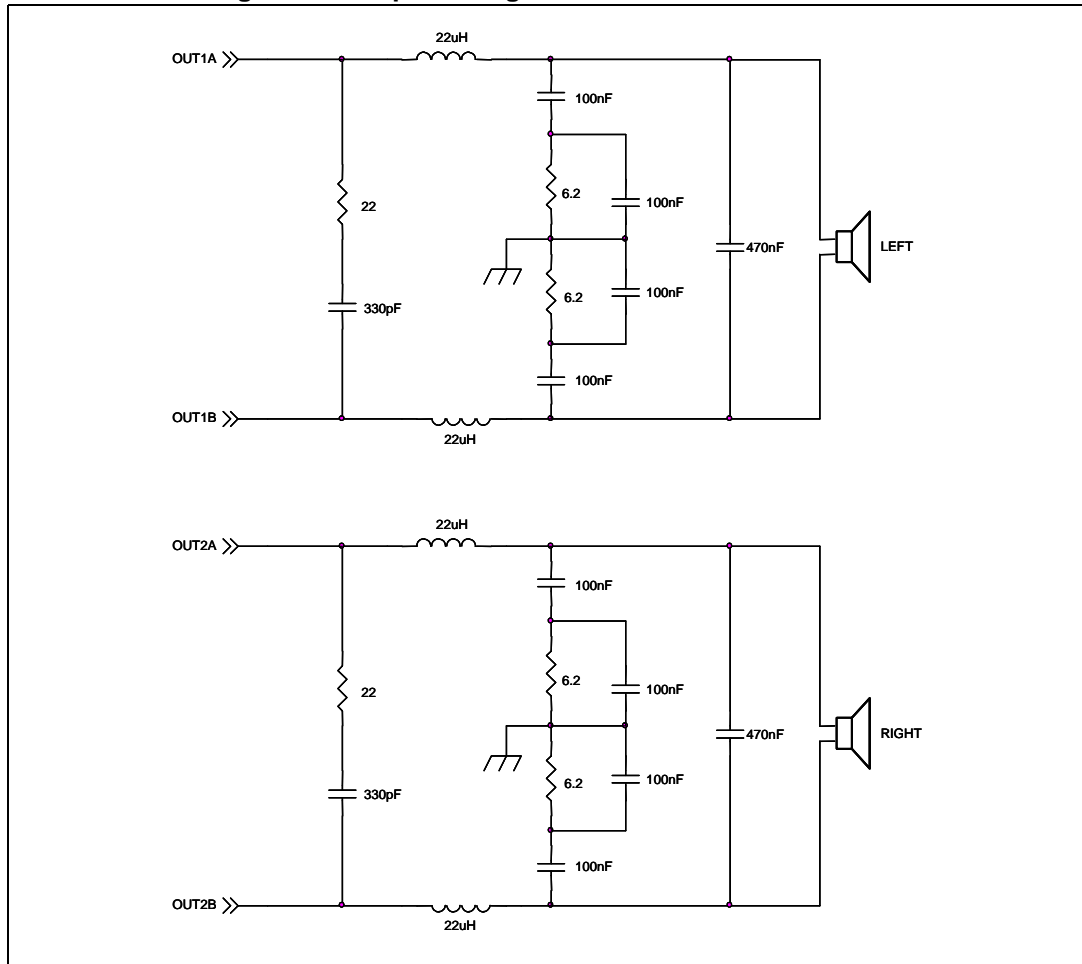 22uH
OUT1A
100nF
6.2
100nF
22
470nF
LEFT
100nF
6.2
330pF
100nF
OUT1B
22uH
22uH
OUT2A
100nF
6.2
100nF
22
470nF
RIGHT
100nF
6.2
330pF
100nF
OUT2B
22uH